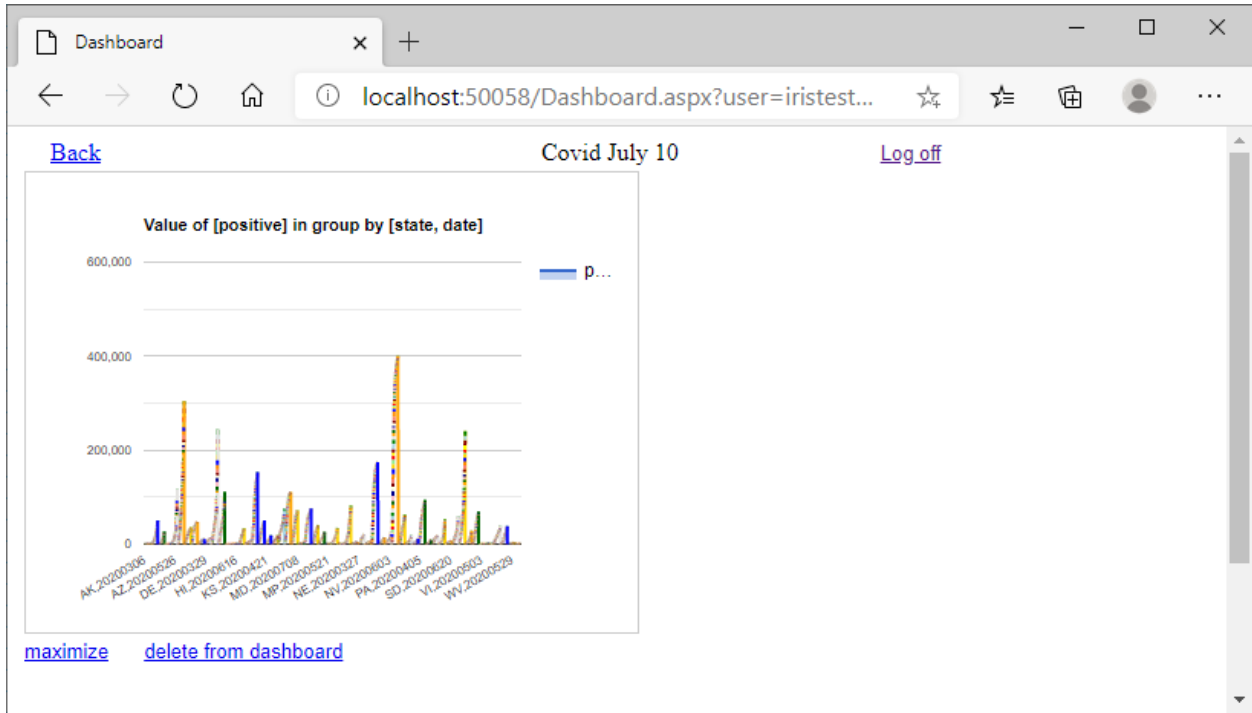 Dashboard
localhost:50058/Dashboard.aspx?user=iristest...
Back Covid July 10 Log off
Value of [positive] in group by [state, date]
600,000
p...
400,000
200,000
0
AK,20200306 AZ,20200526 DE,20200329 HI,20200616 KS,20200421 MD,20200708 MP,20200521 NE,20200327 NV,20200603 PA,20200405 SD,20200620 VI,20200503 WV,20200529
maximize delete from dashboard